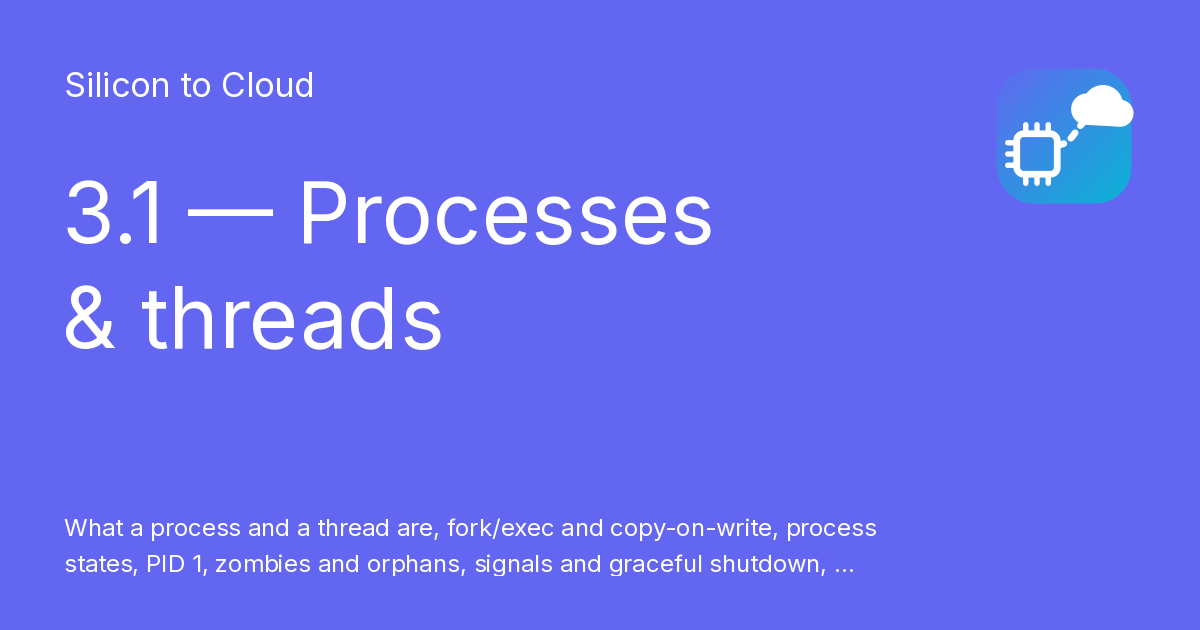 Silicon to Cloud
3.1 — Processes
& threads
What a process and a thread are, fork/exec and copy-on-write, process
states, PID 1, zombies and orphans, signals and graceful shutdown, ...